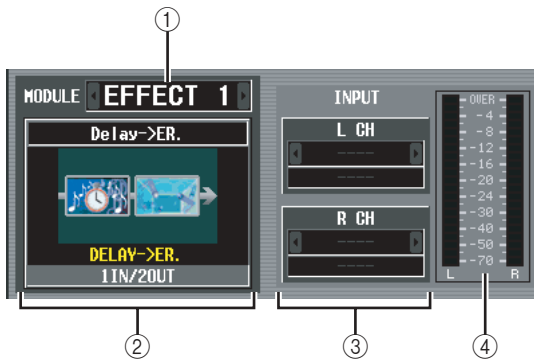 ①
MODULE EFFECT 1
Delay->ER.
DELAY->ER.
1IN/2OUT
INPUT
L CH
----
----
R CH
----
----
OVER
-4
-8
-12
-16
-20
-24
-30
-40
-50
-70
L R
② ③ ④